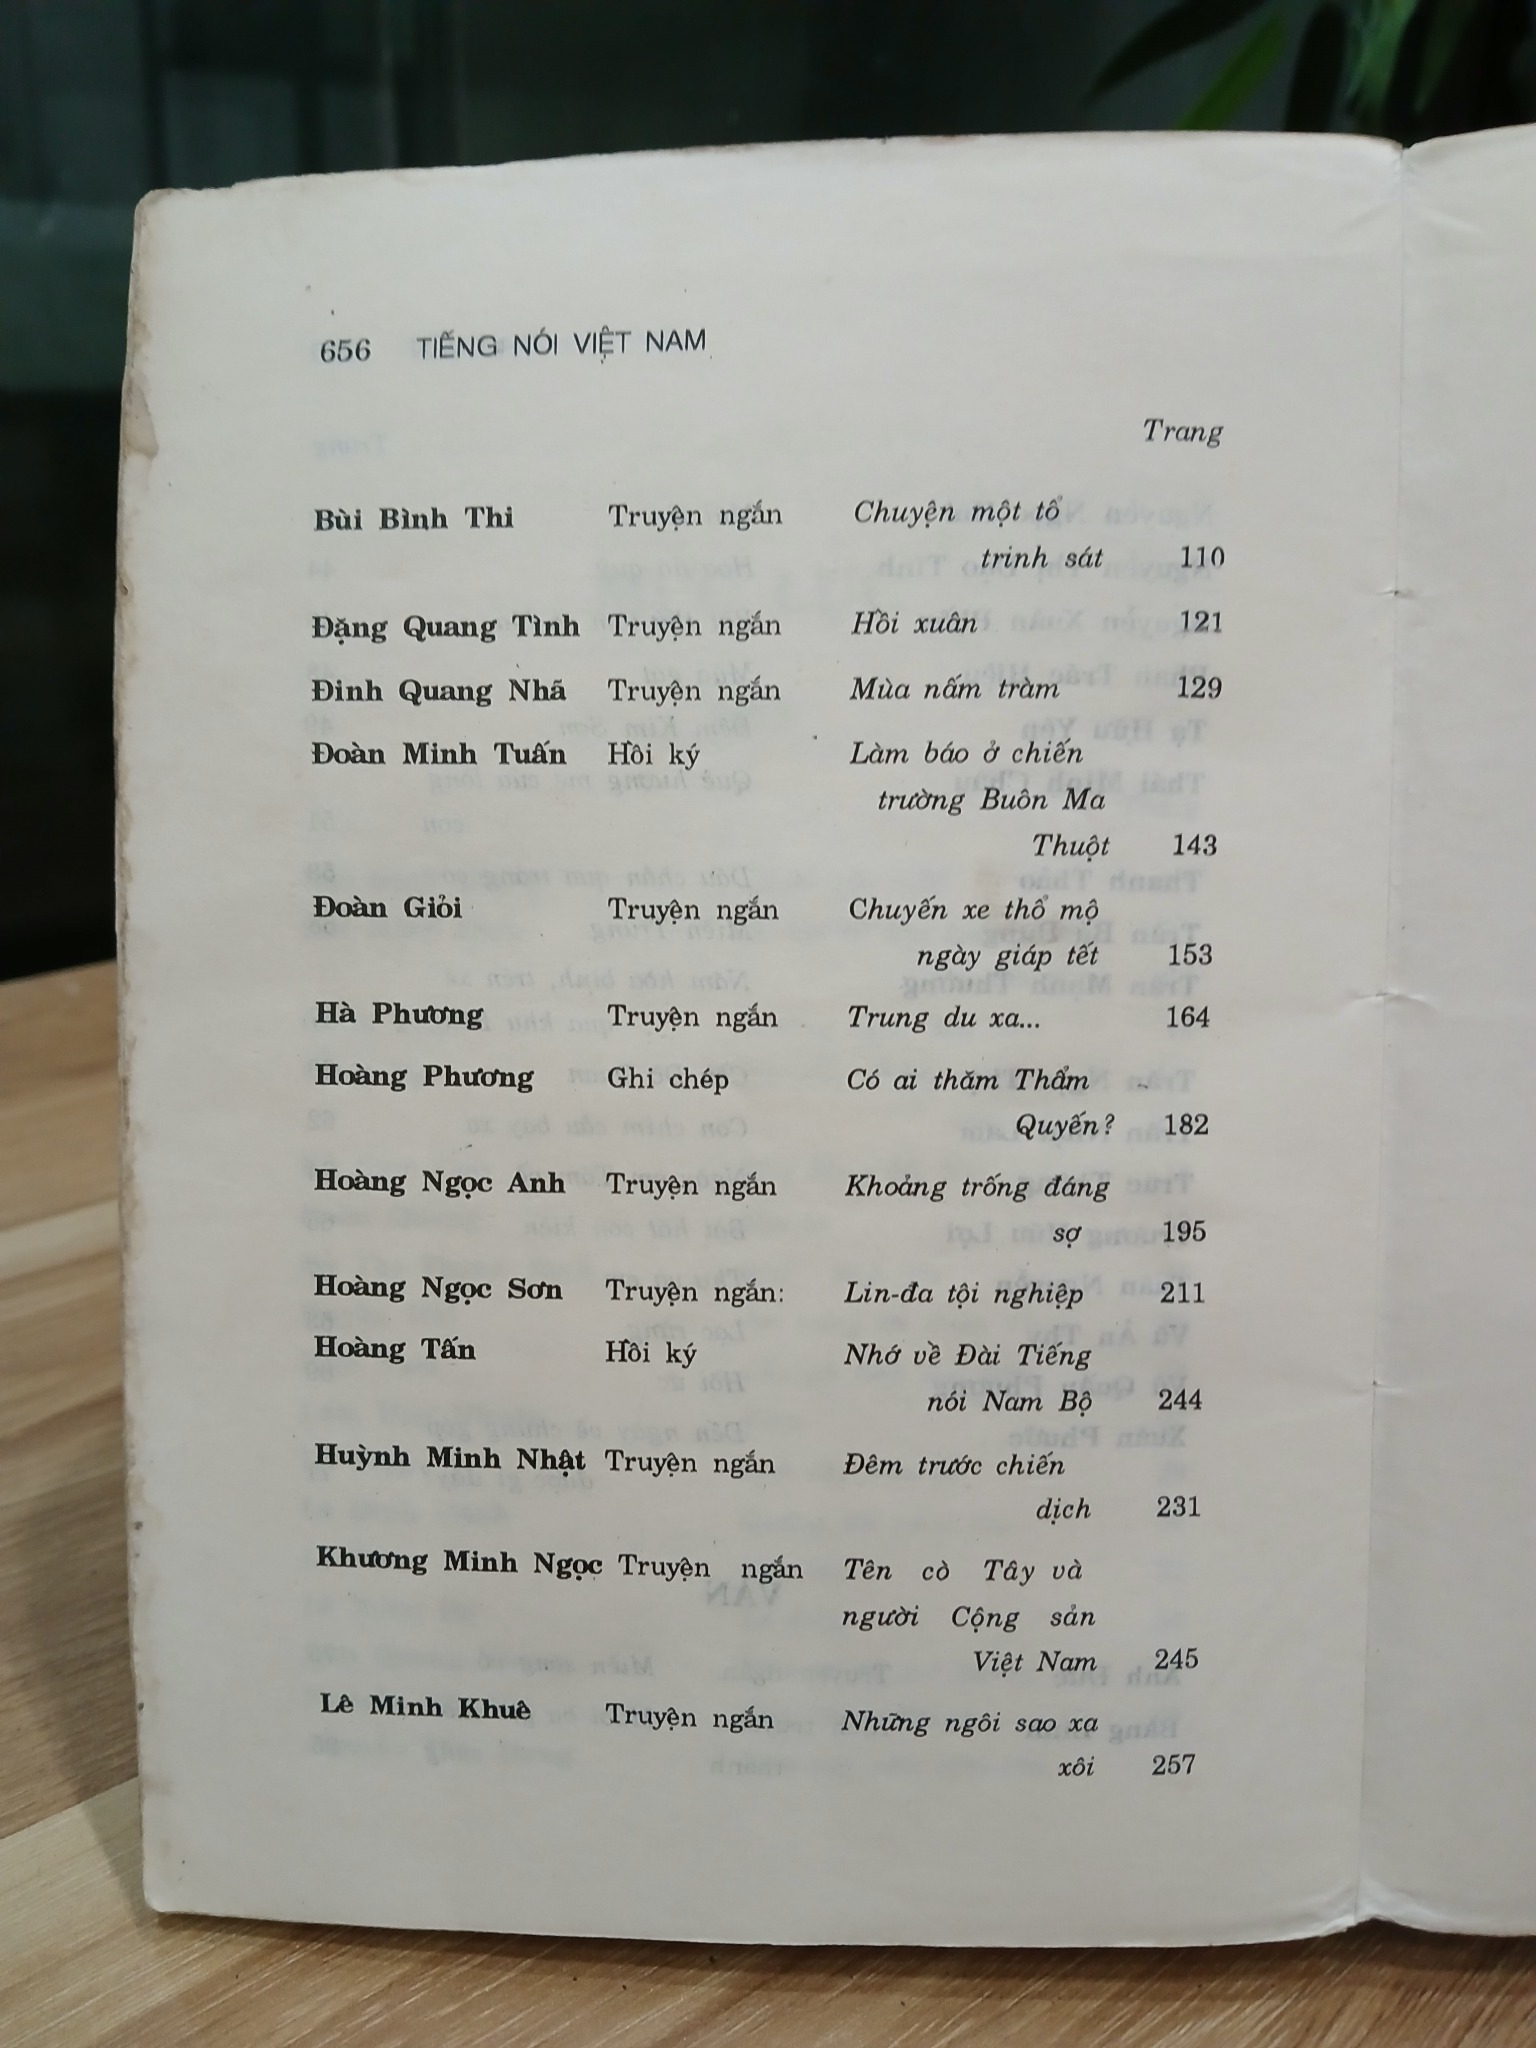 656 TIẾNG NÓI VIỆT NAM
Trang
Bùi Bình Thi Truyện ngắn Chuyện một tổ
trinh sát 110
Đặng Quang Tình Truyện ngắn Hồi xuân 121
Đinh Quang Nhã Truyện ngắn Mùa nấm tràm 129
Đoàn Minh Tuấn Hồi ký Làm báo ở chiến
trường Buôn Ma
Thuột 143
Đoàn Giỏi Truyện ngắn Chuyến xe thổ mộ
ngày giáp tết 153
Hà Phương Truyện ngắn Trung du xa... 164
Hoàng Phương Ghi chép Có ai thăm Thẩm
Quyến? 182
Hoàng Ngọc Anh Truyện ngắn Khoảng trống đáng
sợ 195
Hoàng Ngọc Sơn Truyện ngắn: Lin-đa tội nghiệp 211
Hoàng Tấn Hồi ký Nhớ về Đài Tiếng
nói Nam Bộ 244
Huỳnh Minh Nhật Truyện ngắn Đêm trước chiến
dịch 231
Khương Minh Ngọc Truyện ngắn Tên cò Tây và
người Cộng sản
Việt Nam 245
Lê Minh Khuê Truyện ngắn Những ngôi sao xa
xôi 257